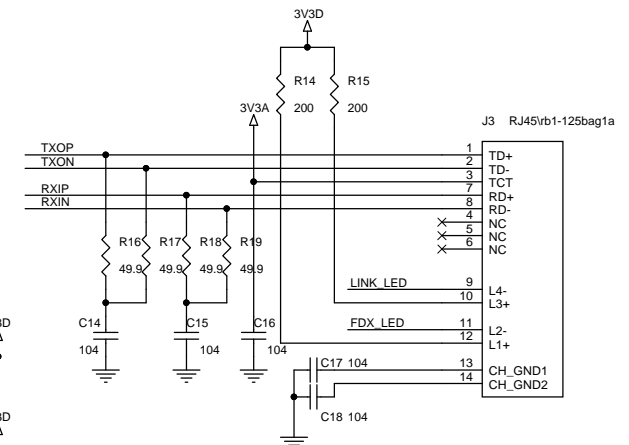 3V3D
R14
R15
200
200
3V3A
J3 RJ45\rb1-125bag1a
TXOP
1
TD+
TXON
2
TD-
3
TCT
RXIP
7
RD+
RXIN
8
RD-
4
NC
5
NC
6
NC
R16
R17
R18
R19
49.9
49.9
49.9
49.9
LINK_LED
9
L4-
10
L3+
FDX_LED
11
L2-
12
L1+
C14
C15
C16
104
104
104
C17 104
13
CH_GND1
14
CH_GND2
C18 104